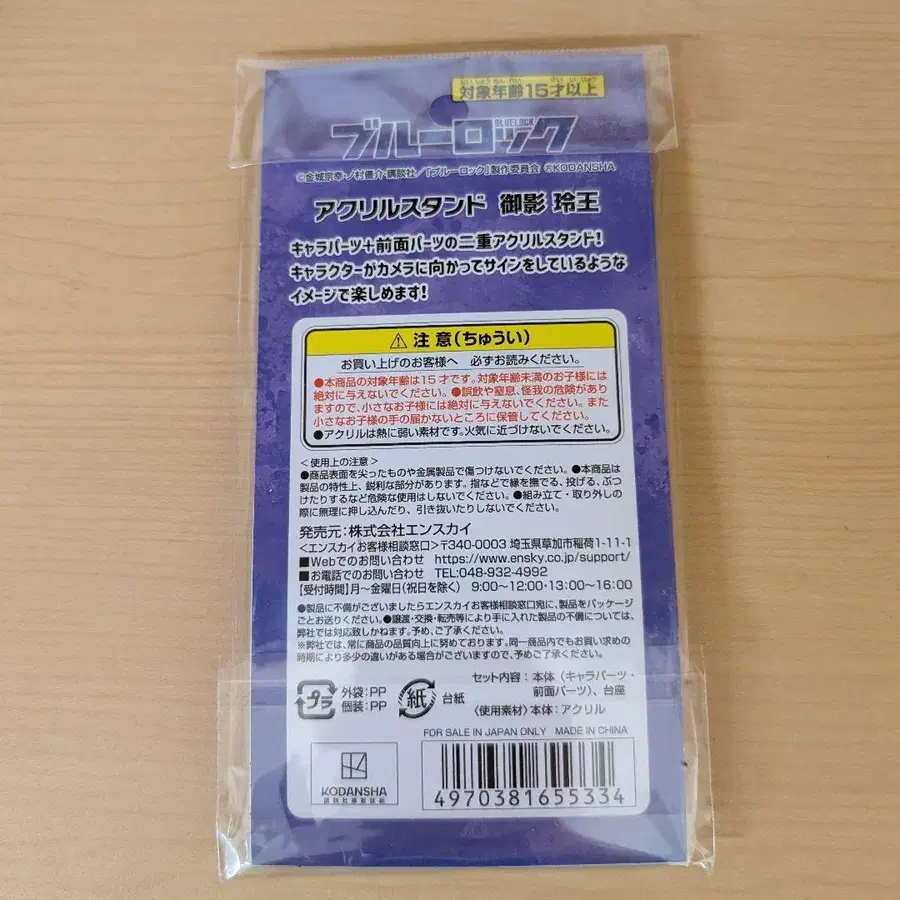 対象年齢15才以上
ブルーロック
BLUELOCK
©金城宗幸・ノ村優介・講談社/「ブルーロック」製作委員会 ©KODANSHA
アクリルスタンド 御影 玲王
キャラパーツ+前面パーツの二重アクリルスタンド!
キャラクターがカメラに向かってサインをしているような
イメージで楽しめます!
⚠ 注意(ちゅうい)
お買い上げのお客様へ 必ずお読みください。
●本商品の対象年齢は15才です。対象年齢未満のお子様には
絶対に与えないでください。●誤飲や窒息、怪我の危険があり
ますので、小さなお子様には絶対に与えないでください。また
小さなお子様の手の届かないところに保管してください。
●アクリルは熱に弱い素材です。火気に近づけないでください。
<使用上の注意>
●商品表面を尖ったものや金属製品で傷つけないでください。●本商品は
製品の特性上、鋭利な部分があります。指などで縁を撫でる、投げる、ぶつ
けたりするなど危険な使用はしないでください。●組み立て・取り外しの
際に無理に押し込んだり、引き抜いたりしないでください。
発売元:株式会社エンスカイ
<エンスカイお客様相談窓口>〒340-0003 埼玉県草加市稲荷1-11-1
■Webでのお問い合わせ https://www.ensky.co.jp/support/
■お電話でのお問い合わせ TEL:048-932-4992
【受付時間】月〜金曜日(祝日を除く) 9:00〜12:00・13:00〜16:00
●製品に不備がございましたらエンスカイお客様相談窓口宛に、製品をパッケージ
ごとお送りください。●譲渡・交換・転売等により手に入れた製品の不備については、
弊社では対応致しかねます。予め、ご了承ください。
※弊社では、常に商品の品質向上に努めております。同一商品内でもお買い求めの
時期により多少の違いがある場合がございますので、予めご了承ください。
プラ 外袋:PP
個装:PP
紙 台紙
セット内容:本体(キャラパーツ・
前面パーツ)、台座
〈使用素材〉本体:アクリル
FOR SALE IN JAPAN ONLY MADE IN CHINA
KODANSHA
4970381655334